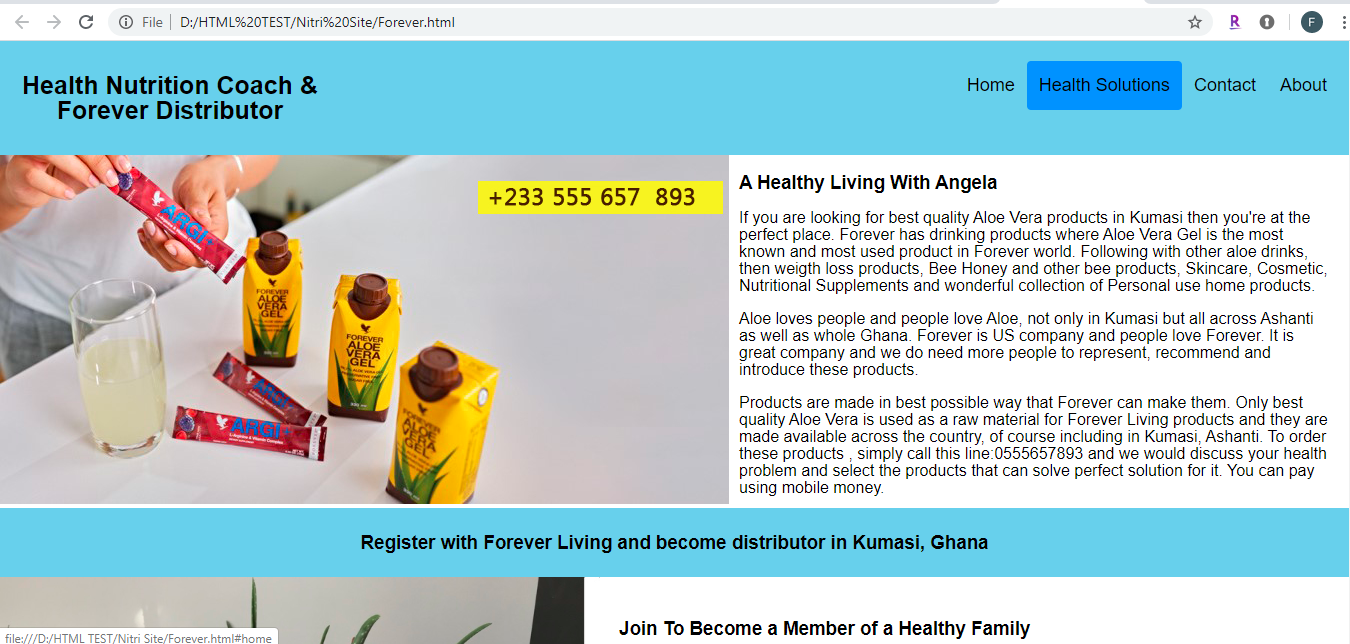 File
D:/HTML%20TEST/Nitri%20Site/Forever.html
R
F
Health Nutrition Coach &
Forever Distributor
Home Health Solutions Contact About
+233 555 657 893
ARGI+
FOREVER
ALOE
VERA
GEL
FOREVER
ALOE
VERA
GEL
FOREVER
ALOE
VERA
GEL
ARGI+
ARGI+
A Healthy Living With Angela
If you are looking for best quality Aloe Vera products in Kumasi then you're at the
perfect place. Forever has drinking products where Aloe Vera Gel is the most
known and most used product in Forever world. Following with other aloe drinks,
then weigth loss products, Bee Honey and other bee products, Skincare, Cosmetic,
Nutritional Supplements and wonderful collection of Personal use home products.
Aloe loves people and people love Aloe, not only in Kumasi but all across Ashanti
as well as whole Ghana. Forever is US company and people love Forever. It is
great company and we do need more people to represent, recommend and
introduce these products.
Products are made in best possible way that Forever can make them. Only best
quality Aloe Vera is used as a raw material for Forever Living products and they are
made available across the country, of course including in Kumasi, Ashanti. To order
these products , simply call this line:0555657893 and we would discuss your health
problem and select the products that can solve perfect solution for it. You can pay
using mobile money.
Register with Forever Living and become distributor in Kumasi, Ghana
Join To Become a Member of a Healthy Family
file:///D:/HTML TEST/Nitri Site/Forever.html#home